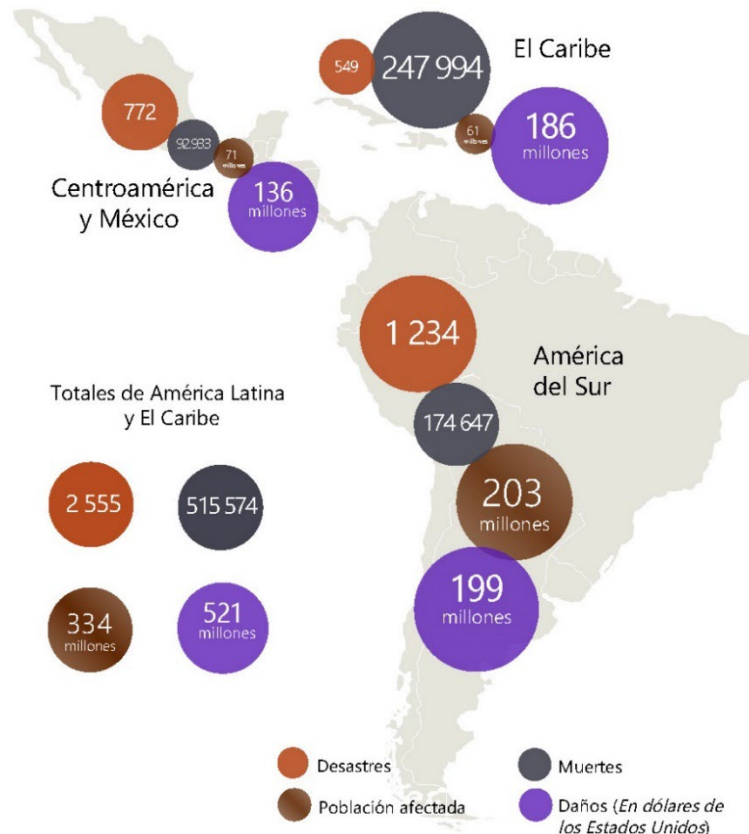 El Caribe
549
247 994
61
millones
186
millones
772
92 933
71
millones
136
millones
Centroamérica
y México
1 234
174 647
203
millones
199
millones
América
del Sur
Totales de América Latina
y El Caribe
2 555
515 574
334
millones
521
millones
Desastres
Muertes
Población afectada
Daños (En dólares de
los Estados Unidos)